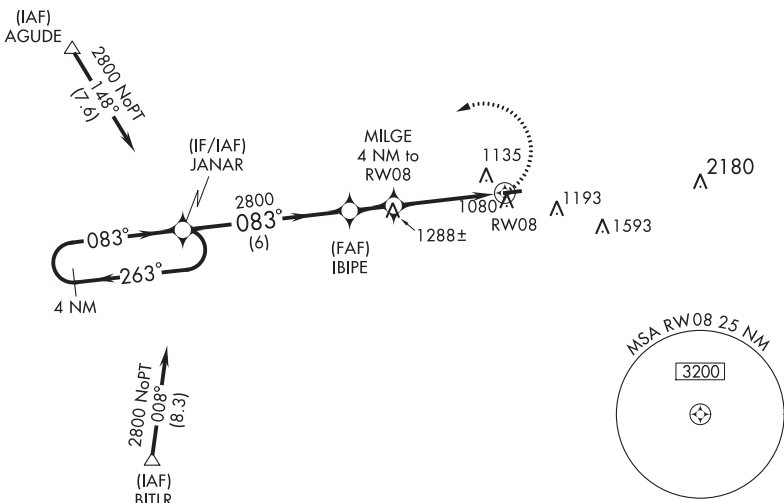 (IAF)
AGUDE
2800 NoPT
148°
(7.6)
(IF/IAF)
JANAR
MILGE
4 NM to
RW08
1135
2180
2800
083°
(6)
083°
263°
4 NM
(FAF)
IBIPE
1288±
1080
RW08
1193
1593
2800 NoPT
008°
(8.3)
(IAF)
BITLR
MSA RW08 25 NM
3200